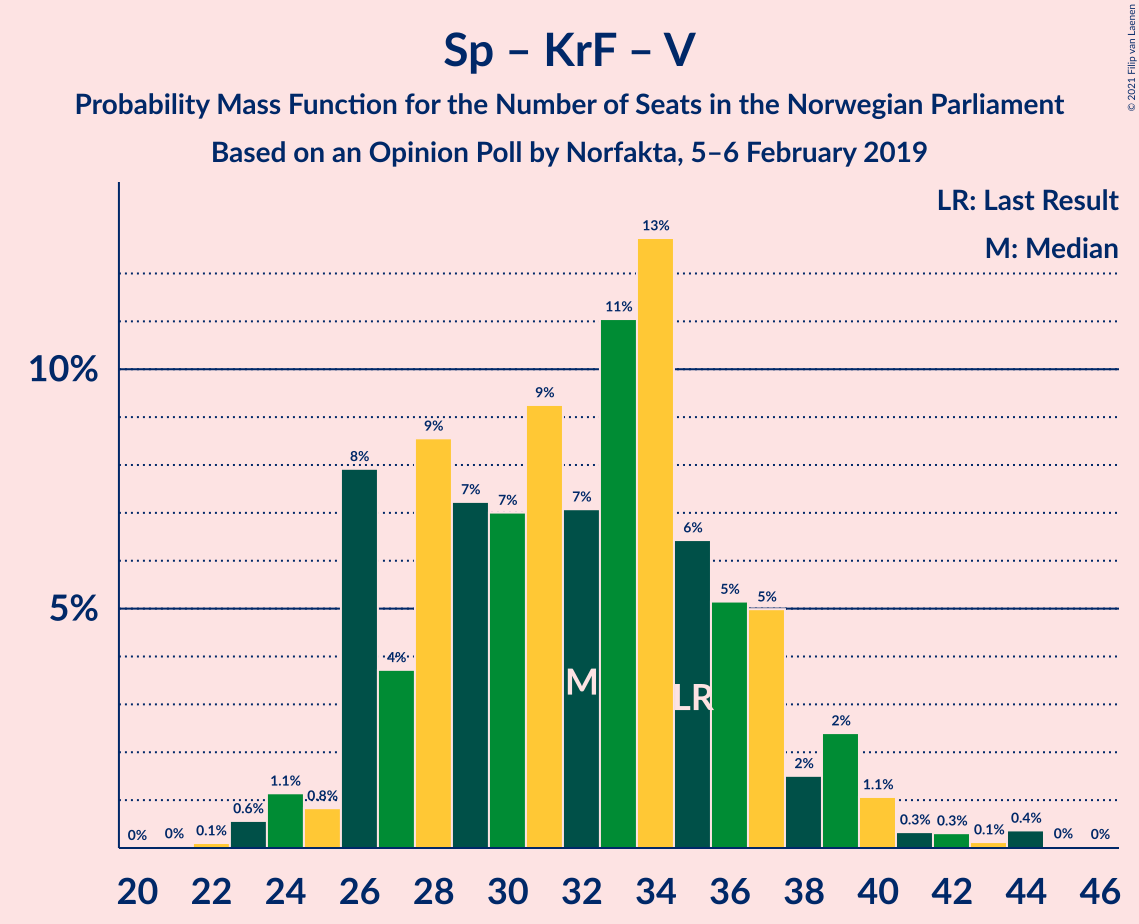 Sp – KrF – V
Probability Mass Function for the Number of Seats in the Norwegian Parliament
Based on an Opinion Poll by Norfakta, 5–6 February 2019
© 2021 Filip van Laenen
LR: Last Result
M: Median
10%
5%
0% 0% 0.1% 0.6% 1.1% 0.8% 8% 4% 9% 7% 7% 9% 7% 11% 13% 6% 5% 5% 2% 2% 1.1% 0.3% 0.3% 0.1% 0.4% 0% 0%
M LR
20 22 24 26 28 30 32 34 36 38 40 42 44 46